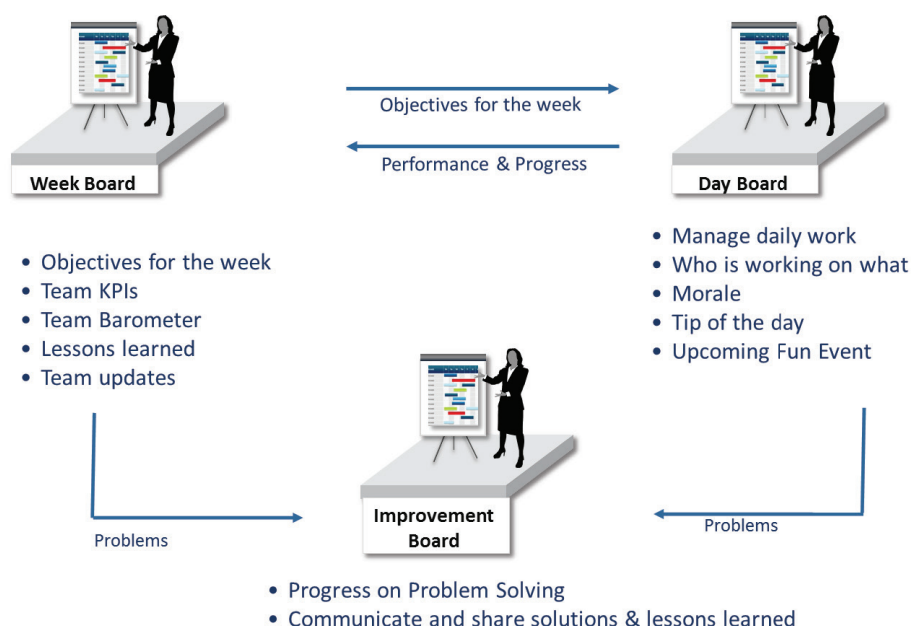 Objectives for the week
Performance & Progress
Week Board
Day Board
• Objectives for the week
• Team KPIs
• Team Barometer
• Lessons learned
• Team updates
• Manage daily work
• Who is working on what
• Morale
• Tip of the day
• Upcoming Fun Event
Problems
Improvement
Board
Problems
• Progress on Problem Solving
• Communicate and share solutions & lessons learned